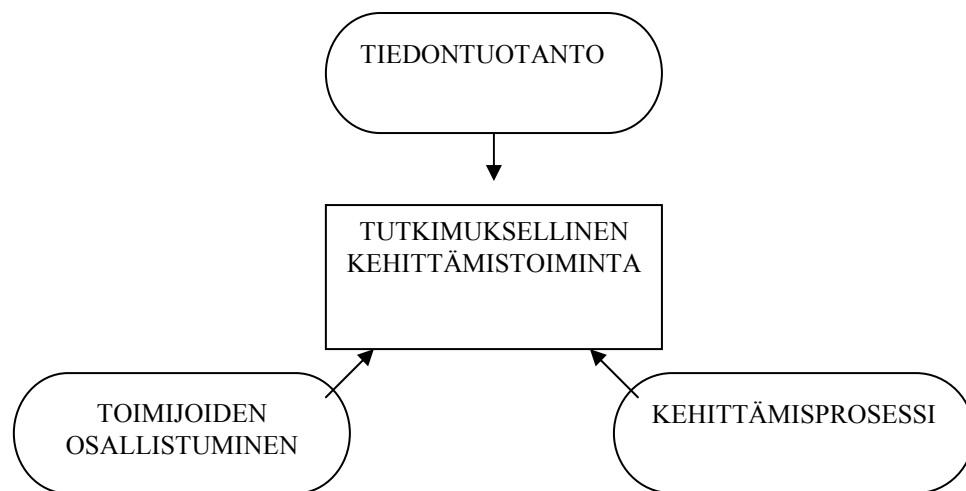 TIEDONTUOTANTO
TUTKIMUKSELLINEN
KEHITTÄMISTOIMINTA
TOIMIJOIDEN
OSALLISTUMINEN
KEHITTÄMISPROSESSI